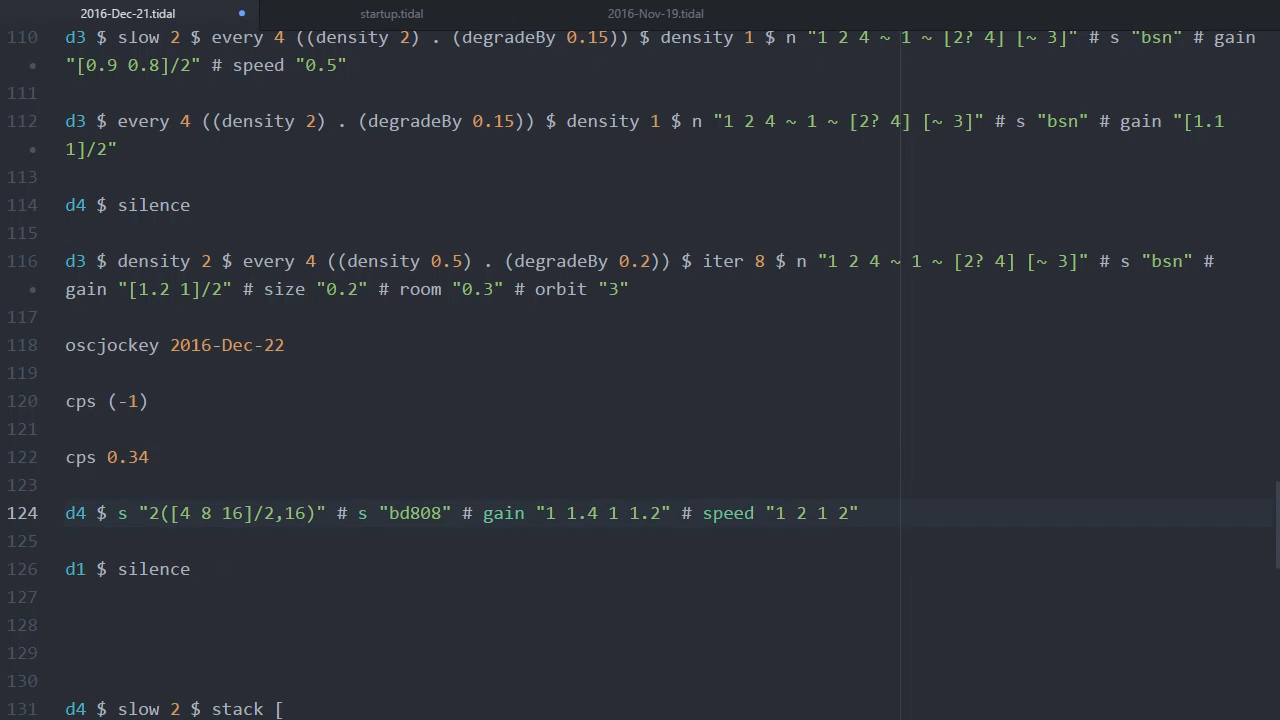 2016-Dec-21.tidal startup.tidal 2016-Nov-19.tidal
110 d3 $ slow 2 $ every 4 ((density 2) . (degradeBy 0.15)) $ density 1 $ n "1 2 4 ~ 1 ~ [2? 4] [~ 3]" # s "bsn" # gain
"[0.9 0.8]/2" # speed "0.5"
111
112 d3 $ every 4 ((density 2) . (degradeBy 0.15)) $ density 1 $ n "1 2 4 ~ 1 ~ [2? 4] [~ 3]" # s "bsn" # gain "[1.1
1]/2"
113
114 d4 $ silence
115
116 d3 $ density 2 $ every 4 ((density 0.5) . (degradeBy 0.2)) $ iter 8 $ n "1 2 4 ~ 1 ~ [2? 4] [~ 3]" # s "bsn" #
gain "[1.2 1]/2" # size "0.2" # room "0.3" # orbit "3"
117
118 oscjockey 2016-Dec-22
119
120 cps (-1)
121
122 cps 0.34
123
124 d4 $ s "2([4 8 16]/2,16)" # s "bd808" # gain "1 1.4 1 1.2" # speed "1 2 1 2"
125
126 d1 $ silence
127
128
129
130
131 d4 $ slow 2 $ stack [